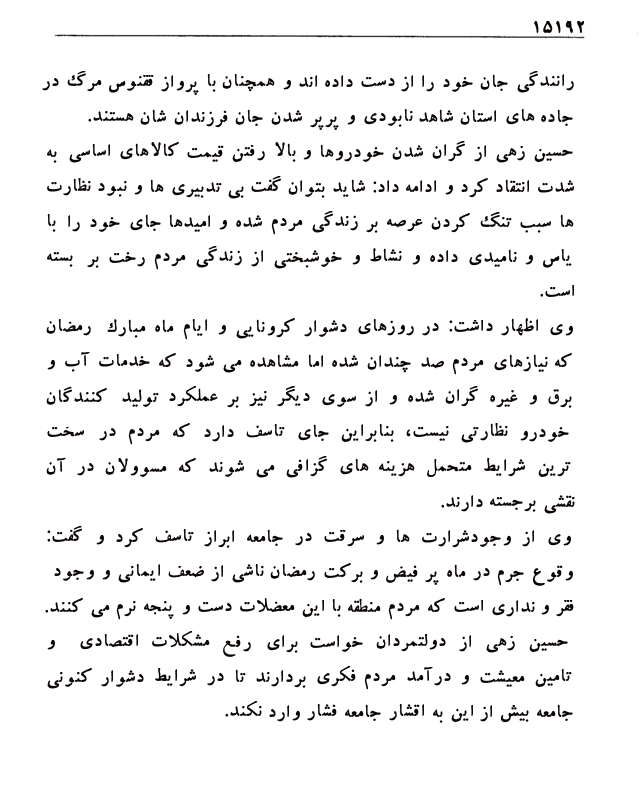 ۱۵۱۹۲
رانندگی جان خود را از دست داده اند و همچنان با پرواز ققنوس مرگ در
جاده های استان شاهد نابودی و پرپر شدن جان فرزندان شان هستند.
حسین زهی از گران شدن خودروها و بالا رفتن قیمت کالاهای اساسی به
شدت انتقاد کرد و ادامه داد: شاید بتوان گفت بی تدبیری ها و نبود نظارت
ها سبب تنگ کردن عرصه بر زندگی مردم شده و امیدها جای خود را با
یاس و نامیدی داده و نشاط و خوشبختی از زندگی مردم رخت بر بسته
است.
وی اظهار داشت: در روزهای دشوار کرونایی و ایام ماه مبارک رمضان
که نیازهای مردم صد چندان شده اما مشاهده می شود که خدمات آب و
برق و غیره گران شده و از سوی دیگر نیز بر عملکرد تولید کنندگان
خودرو نظارتی نیست، بنابراین جای تاسف دارد که مردم در سخت
ترین شرایط متحمل هزینه های گزافی می شوند که مسوولان در آن
نقشی برجسته دارند.
وی از وجودشرارت ها و سرقت در جامعه ابراز تاسف کرد و گفت:
وقوع جرم در ماه پر فیض و برکت رمضان ناشی از ضعف ایمانی و وجود
فقر و نداری است که مردم منطقه با این معضلات دست و پنجه نرم می کنند.
حسین زهی از دولتمردان خواست برای رفع مشکلات اقتصادی و
تامین معیشت و درآمد مردم فکری بردارند تا در شرایط دشوار کنونی
جامعه بیش از این به اقشار جامعه فشار وارد نکند.